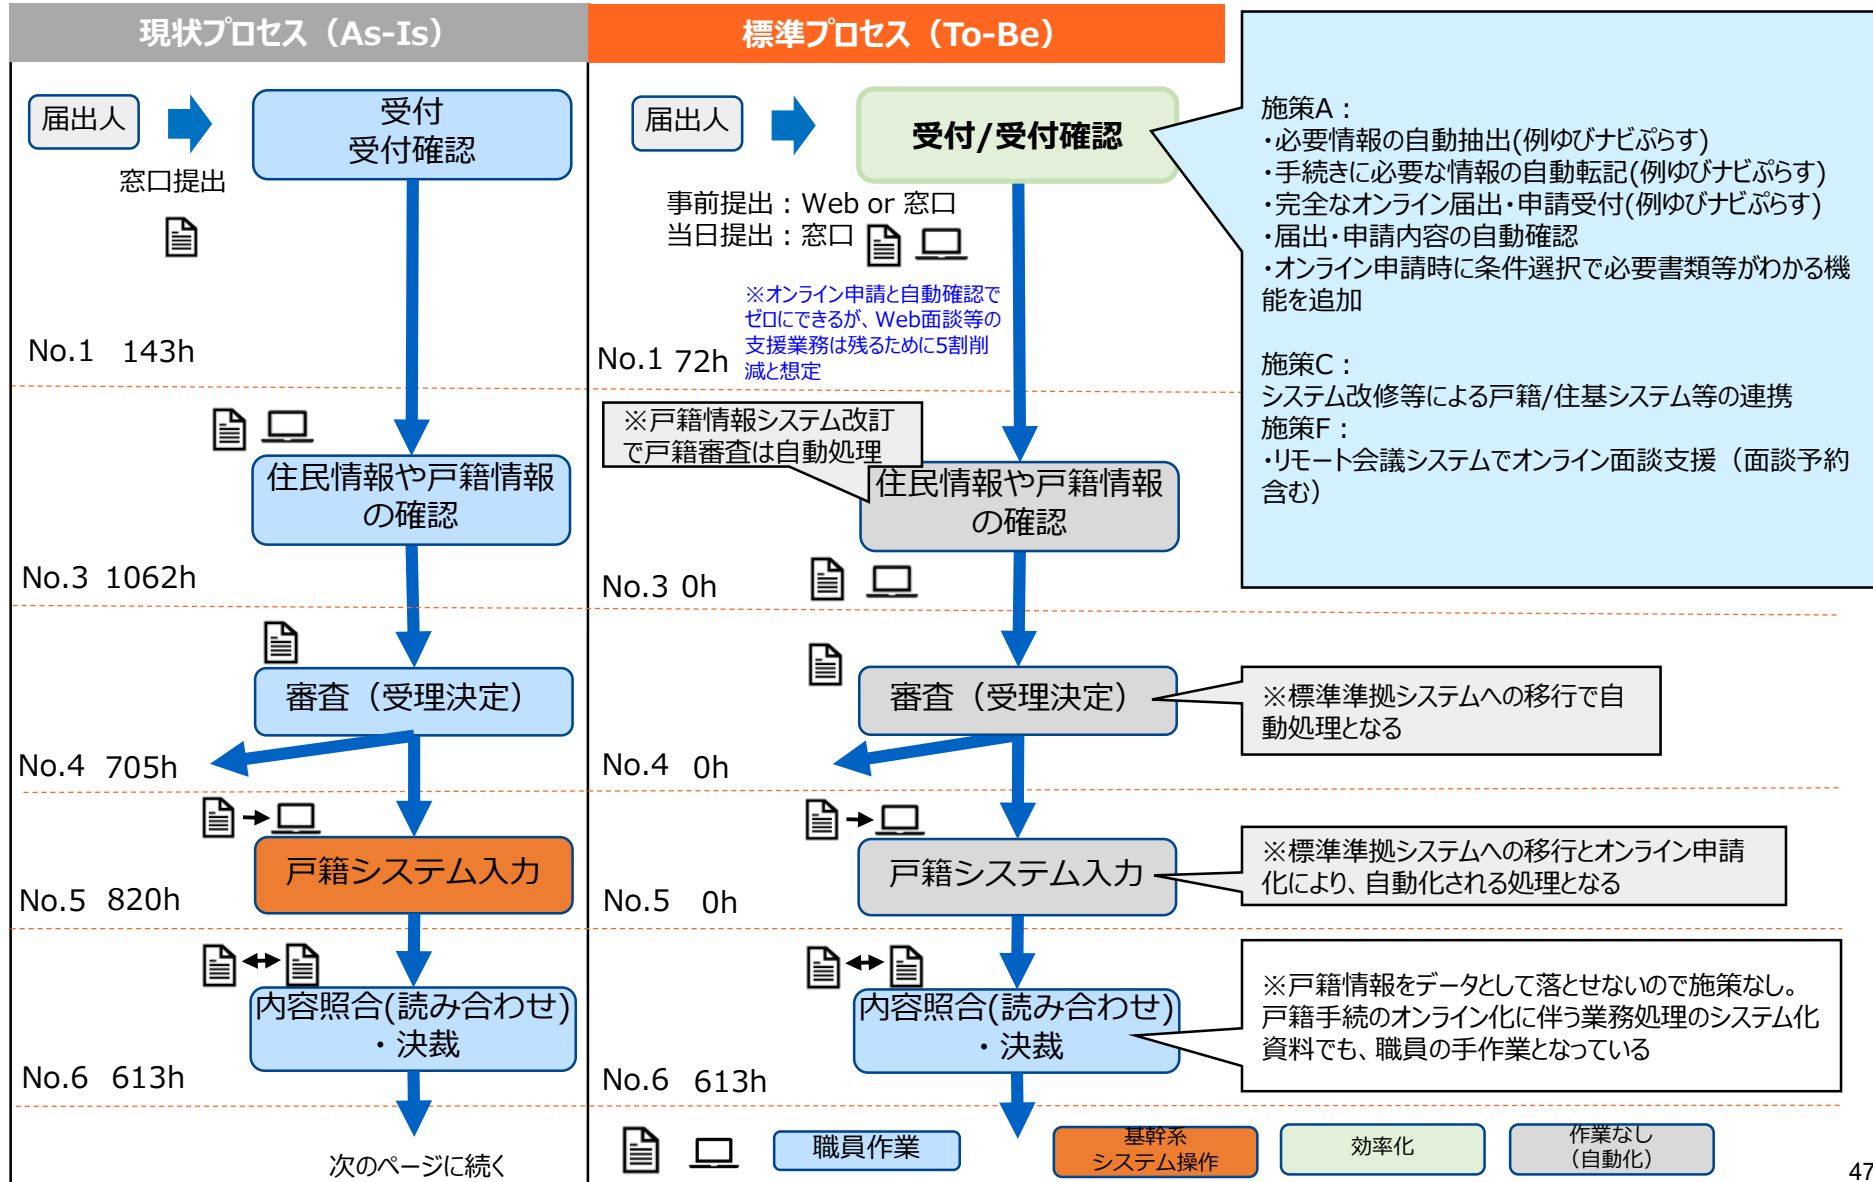 現状プロセス（As-Is）
標準プロセス（To-Be）
届出人
受付
受付確認
窓口提出
No.1 143h
住民情報や戸籍情報
の確認
No.3 1062h
審査（受理決定）
No.4 705h
戸籍システム入力
No.5 820h
内容照合(読み合わせ)
・決裁
No.6 613h
次のページに続く
届出人
受付/受付確認
事前提出：Web or 窓口
当日提出：窓口
※オンライン申請と自動確認で
ゼロにできるが、Web面談等の
支援業務は残るために5割削
減と想定
No.1 72h
※戸籍情報システム改訂
で戸籍審査は自動処理
住民情報や戸籍情報
の確認
No.3 0h
審査（受理決定）
No.4 0h
戸籍システム入力
No.5 0h
内容照合(読み合わせ)
・決裁
No.6 613h
施策A：
・必要情報の自動抽出(例ゆびナビぷらす)
・手続きに必要な情報の自動転記(例ゆびナビぷらす)
・完全なオンライン届出・申請受付(例ゆびナビぷらす)
・届出・申請内容の自動確認
・オンライン申請時に条件選択で必要書類等がわかる機
能を追加
施策C：
システム改修等による戸籍/住基システム等の連携
施策F：
・リモート会議システムでオンライン面談支援（面談予約
含む）
※標準準拠システムへの移行で自
動処理となる
※標準準拠システムへの移行とオンライン申請
化により、自動化される処理となる
※戸籍情報をデータとして落とせないので施策なし。
戸籍手続のオンライン化に伴う業務処理のシステム化
資料でも、職員の手作業となっている
職員作業
基幹系
システム操作
効率化
作業なし
（自動化）
47